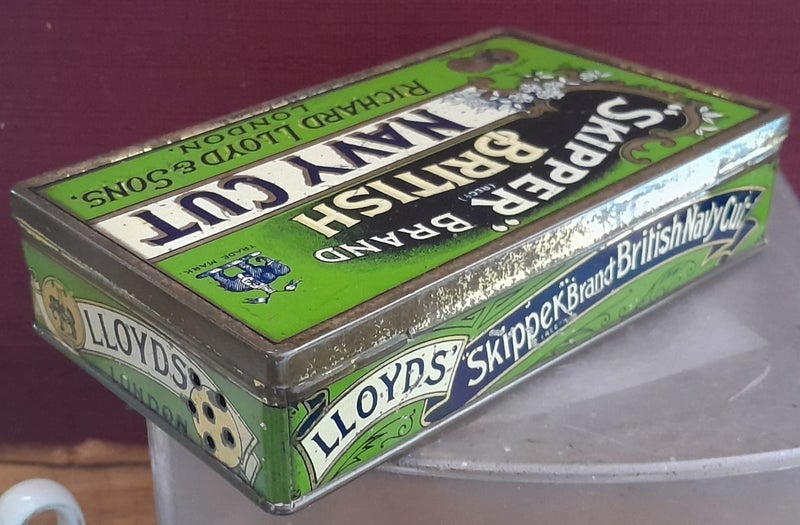 "SKIPPER" BRAND
(REG.)
BRITISH
NAVY CUT
RICHARD LLOYD & SONS,
LONDON.
TRADE MARK
LLOYDS'
"Skipper" Brand British Navy Cut
LLOYDS'
LONDON